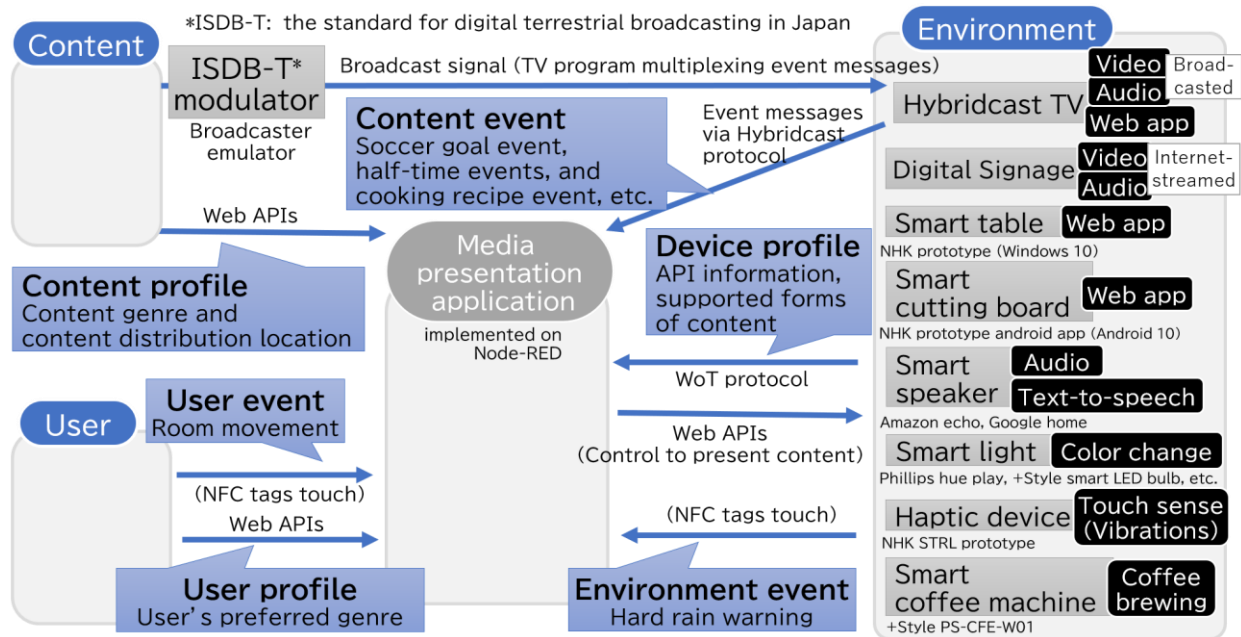 *ISDB-T: the standard for digital terrestrial broadcasting in Japan
Content
ISDB-T*
modulator
Broadcaster
emulator
Broadcast signal (TV program multiplexing event messages)
Content event
Soccer goal event,
half-time events, and
cooking recipe event, etc.
Event messages
via Hybridcast
protocol
Web APIs
Content profile
Content genre and
content distribution location
Media
presentation
application
implemented on
Node-RED
Device profile
API information,
supported forms
of content
WoT protocol
Web APIs
(Control to present content)
User
User event
Room movement
(NFC tags touch)
Web APIs
User profile
User's preferred genre
(NFC tags touch)
Environment event
Hard rain warning
Environment
Hybridcast TV
Video
Audio
Web app
Broad-
casted
Digital Signage
Video
Audio
Internet-
streamed
Smart table
Web app
NHK prototype (Windows 10)
Smart
cutting board
Web app
NHK prototype android app (Android 10)
Smart
speaker
Audio
Text-to-speech
Amazon echo, Google home
Smart light
Color change
Phillips hue play, +Style smart LED bulb, etc.
Haptic device
Touch sense
(Vibrations)
NHK STRL prototype
Smart
coffee machine
Coffee
brewing
+Style PS-CFE-W01